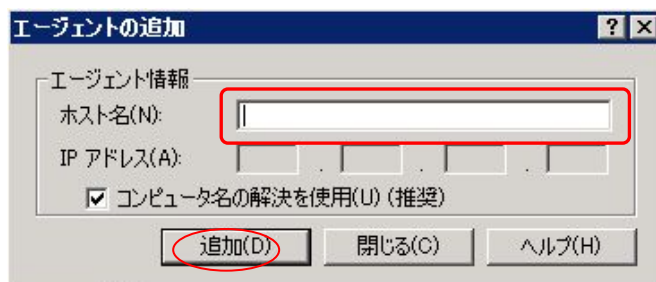 エージェントの追加
エージェント情報
ホスト名(N):
IP アドレス(A):
コンピュータ名の解決を使用(U) (推奨)
追加(D) 閉じる(C) ヘルプ(H)